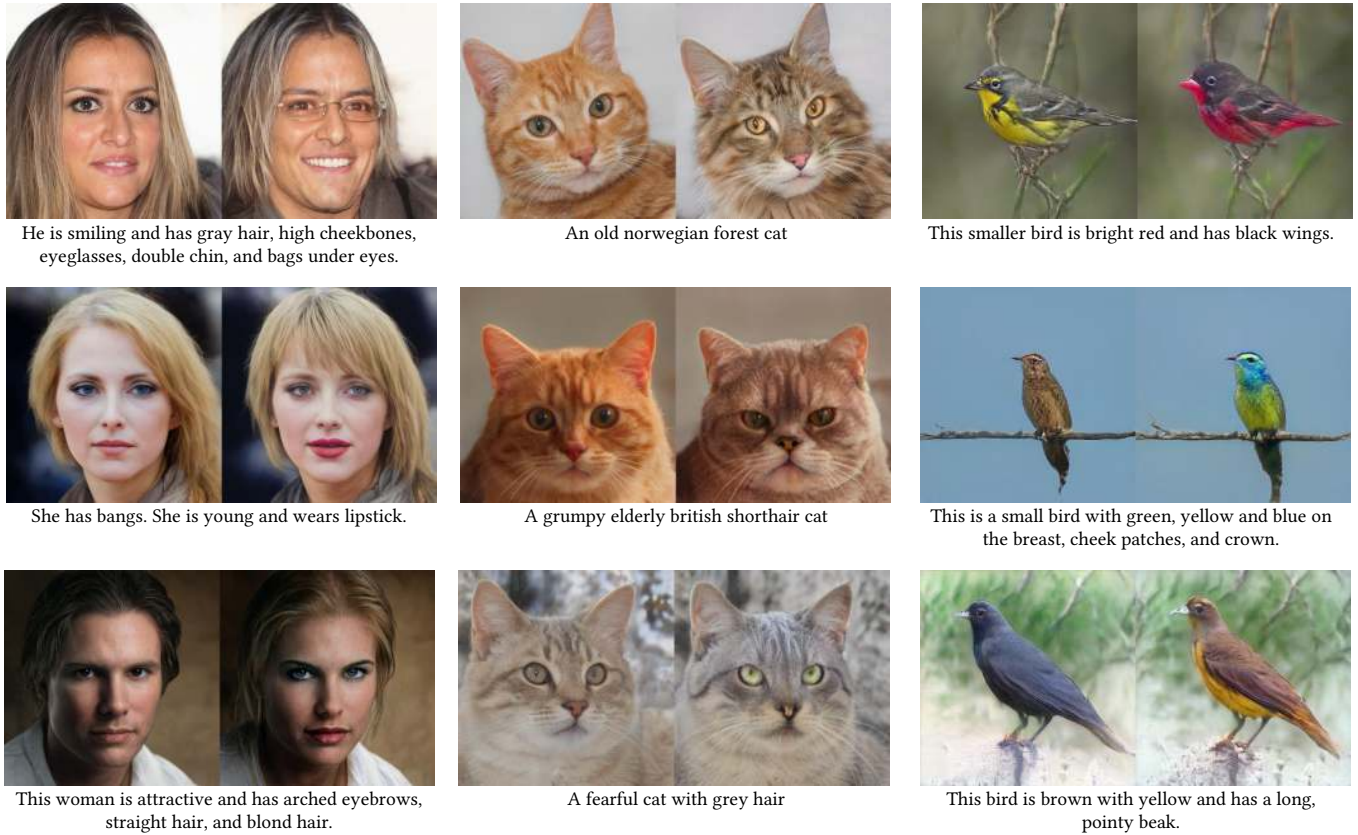 He is smiling and has gray hair, high cheekbones,
eyeglasses, double chin, and bags under eyes.
An old norwegian forest cat
This smaller bird is bright red and has black wings.
She has bangs. She is young and wears lipstick.
A grumpy elderly british shorthair cat
This is a small bird with green, yellow and blue on
the breast, cheek patches, and crown.
This woman is attractive and has arched eyebrows,
straight hair, and blond hair.
A fearful cat with grey hair
This bird is brown with yellow and has a long,
pointy beak.